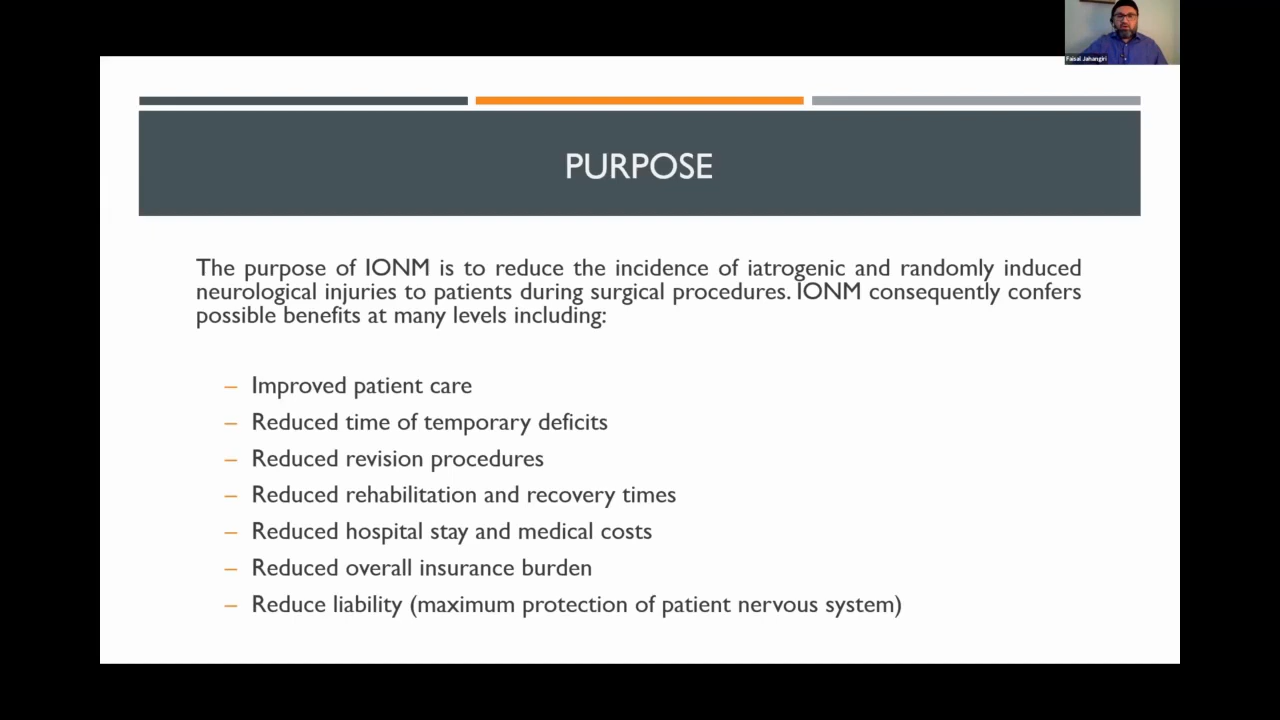 Faisal Jahangiri
PURPOSE
The purpose of IONM is to reduce the incidence of iatrogenic and randomly induced
neurological injuries to patients during surgical procedures. IONM consequently confers
possible benefits at many levels including:
– Improved patient care
– Reduced time of temporary deficits
– Reduced revision procedures
– Reduced rehabilitation and recovery times
– Reduced hospital stay and medical costs
– Reduced overall insurance burden
– Reduce liability (maximum protection of patient nervous system)